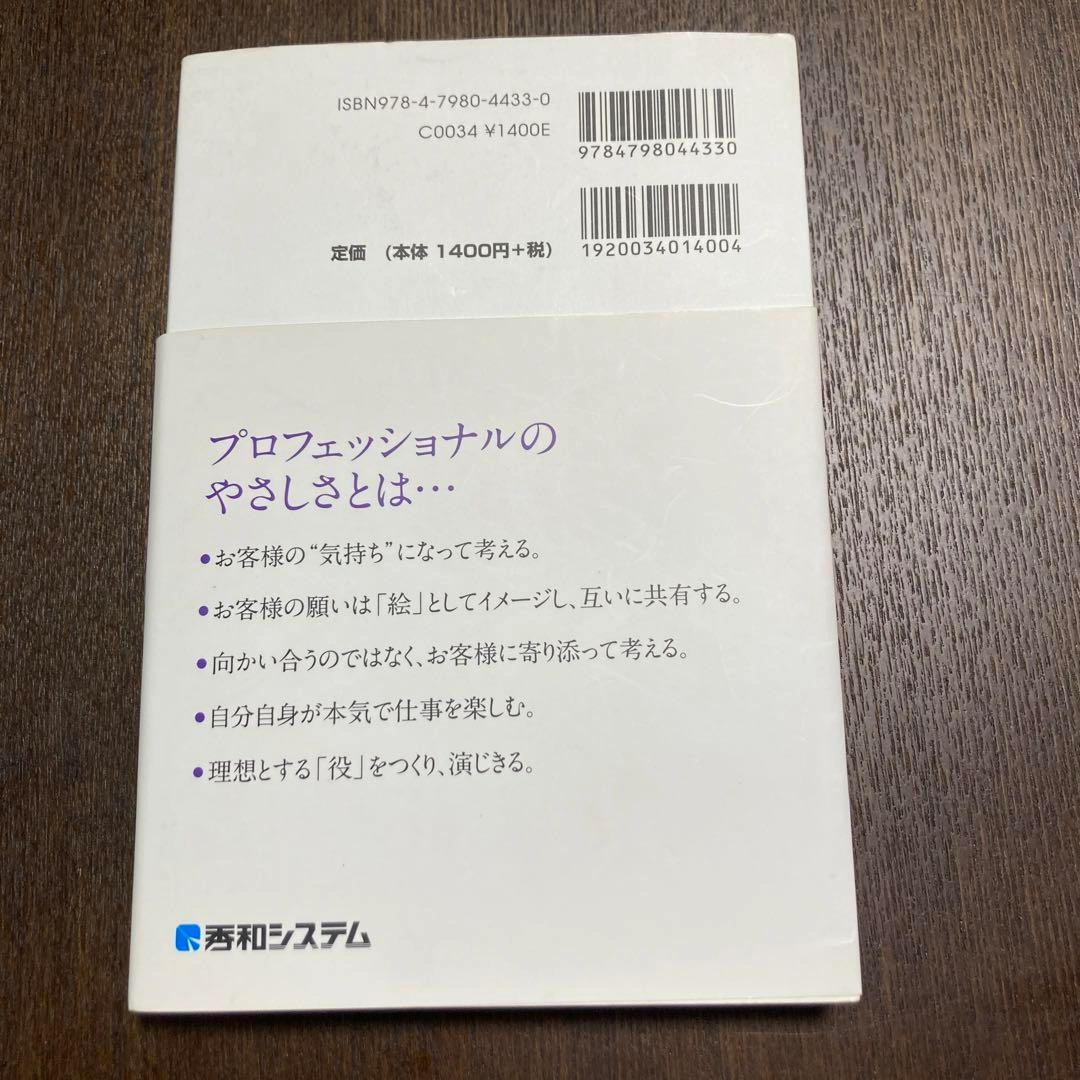 ISBN978-4-7980-4433-0
C0034 ¥1400E
9784798044330
定価 (本体 1400円+税)
1920034014004
プロフェッショナルの
やさしさとは…
●お客様の“気持ち”になって考える。
●お客様の願いは「絵」としてイメージし、互いに共有する。
●向かい合うのではなく、お客様に寄り添って考える。
●自分自身が本気で仕事を楽しむ。
●理想とする「役」をつくり、演じきる。
秀和システム